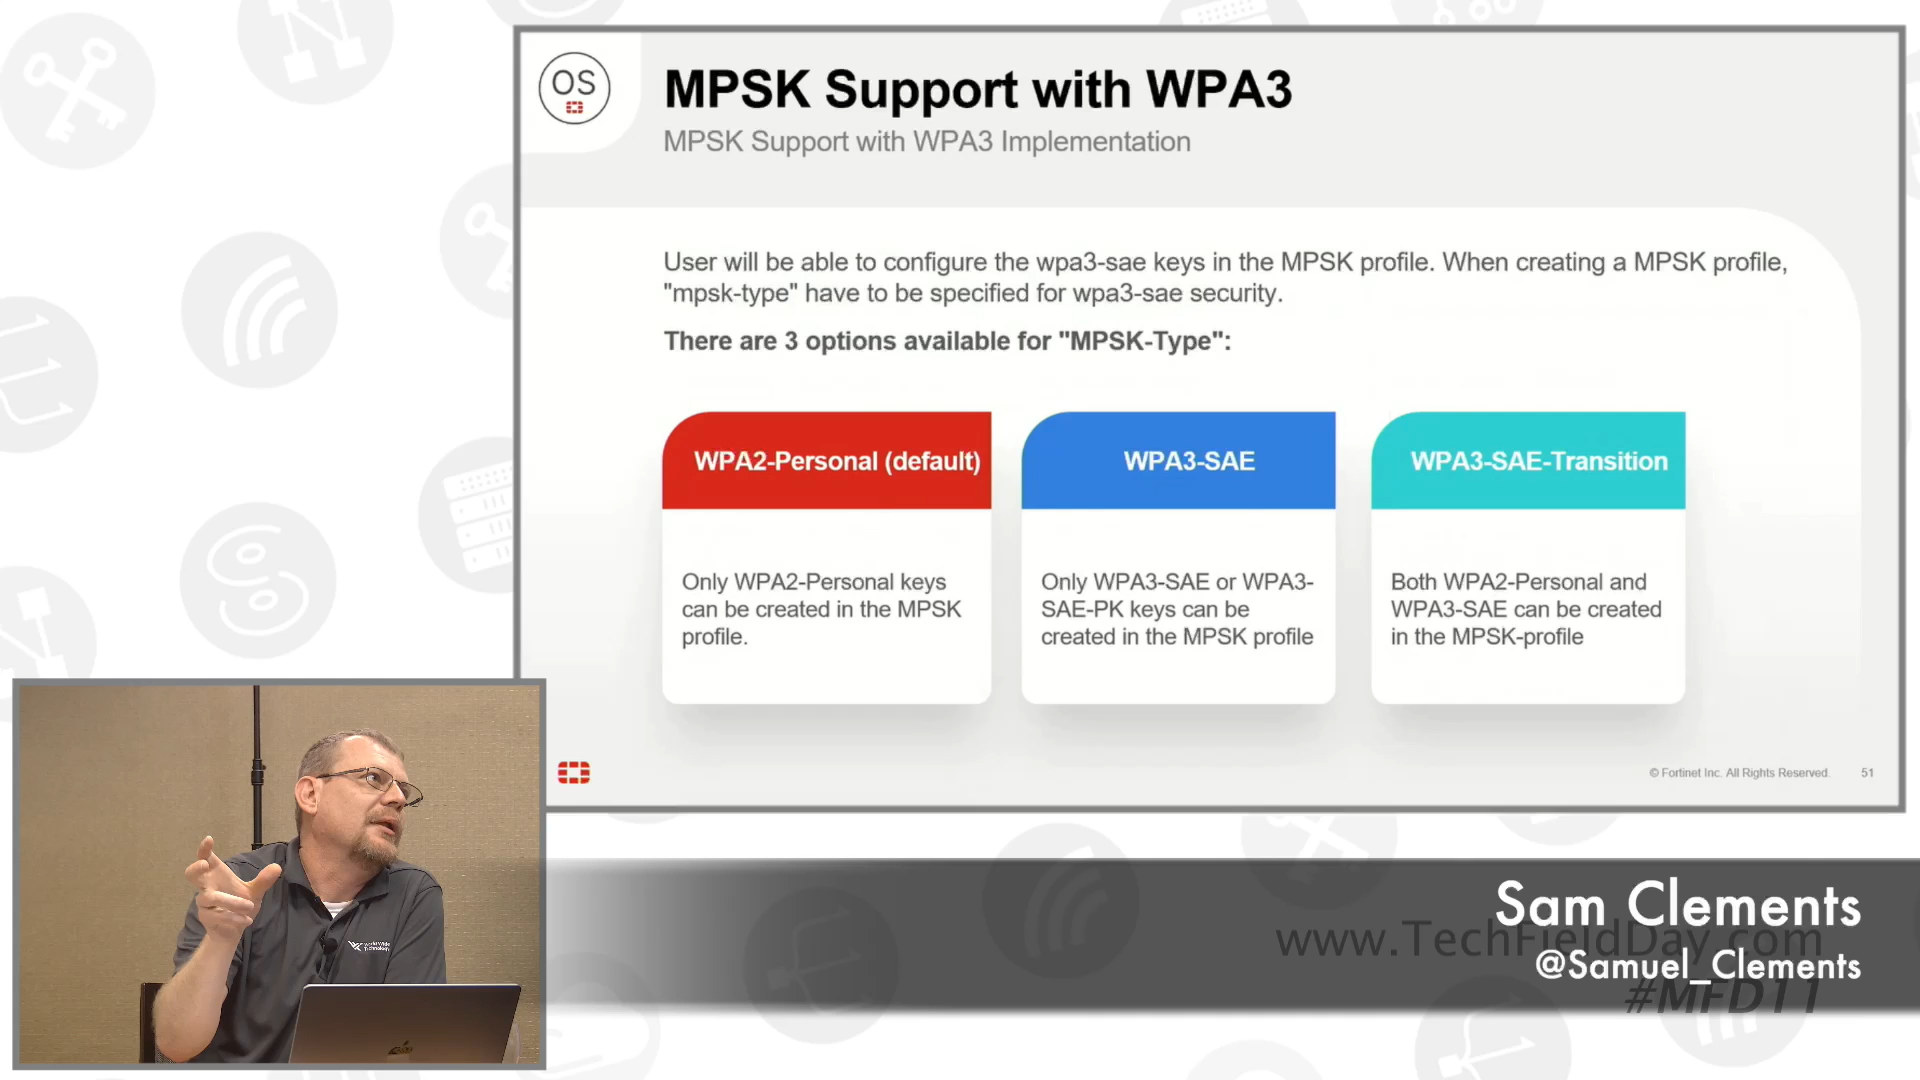 OS
MPSK Support with WPA3
MPSK Support with WPA3 Implementation
User will be able to configure the wpa3-sae keys in the MPSK profile. When creating a MPSK profile,
"mpsk-type" have to be specified for wpa3-sae security.
There are 3 options available for "MPSK-Type":
WPA2-Personal (default)
Only WPA2-Personal keys
can be created in the MPSK
profile.
WPA3-SAE
Only WPA3-SAE or WPA3-
SAE-PK keys can be
created in the MPSK profile
WPA3-SAE-Transition
Both WPA2-Personal and
WPA3-SAE can be created
in the MPSK-profile
© Fortinet Inc. All Rights Reserved.
51
World Wide
Technology
Sam Clements
www.TechFieldDay.com
@Samuel_Clements
#MFD11